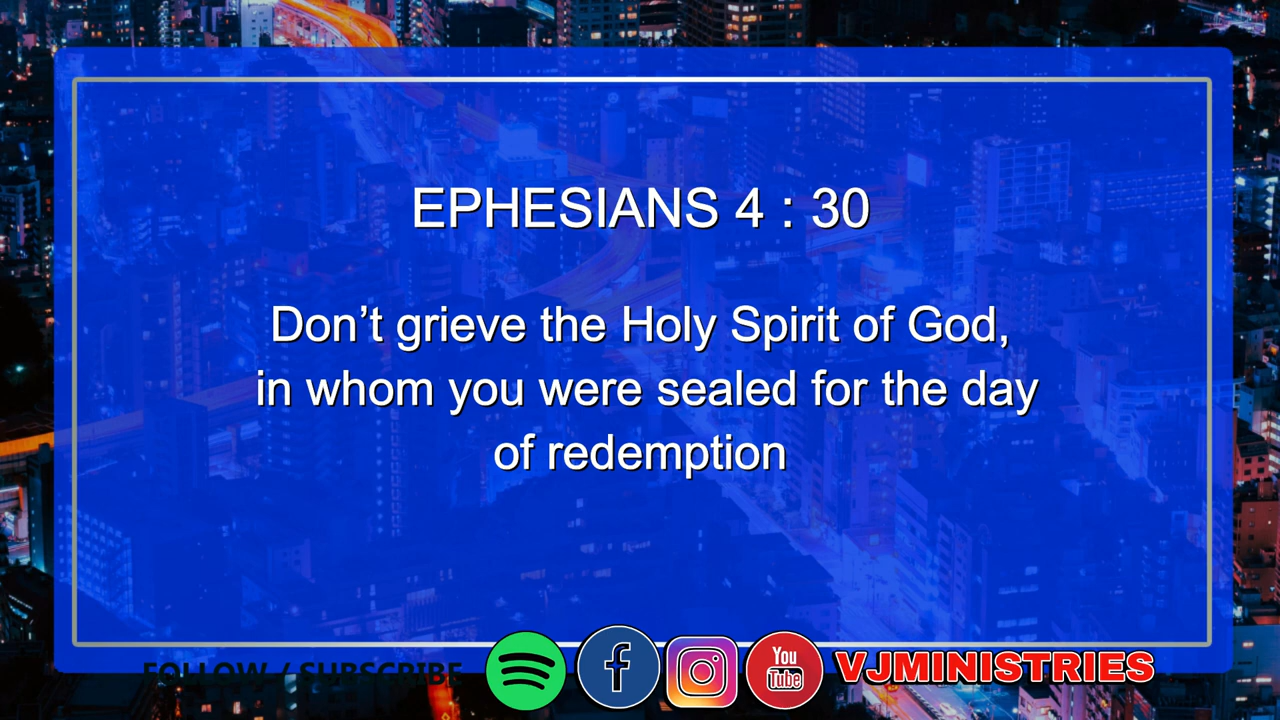 EPHESIANS 4 : 30
Don’t grieve the Holy Spirit of God,
in whom you were sealed for the day
of redemption
FOLLOW / SUBSCRIBE
You
Tube
VJMINISTRIES